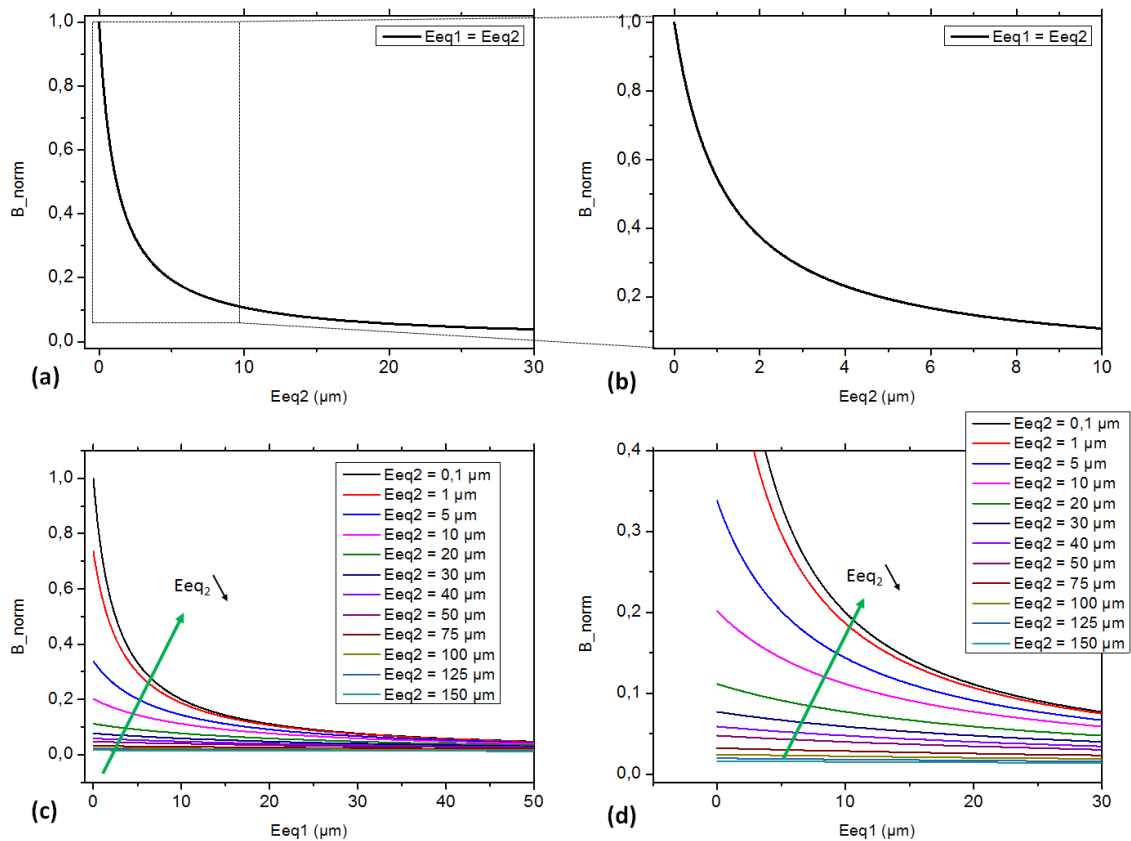 Eeq1 = Eeq2
1,0
0,8
0,6
0,4
0,2
0,0
B_norm
0
10
20
30
Eeq2 (µm)
(a)
Eeq1 = Eeq2
1,0
0,8
0,6
0,4
0,2
B_norm
0
2
4
6
8
10
Eeq2 (µm)
(b)
1,0
0,8
0,6
0,4
0,2
0,0
B_norm
Eeq2 = 0,1 µm
Eeq2 = 1 µm
Eeq2 = 5 µm
Eeq2 = 10 µm
Eeq2 = 20 µm
Eeq2 = 30 µm
Eeq2 = 40 µm
Eeq2 = 50 µm
Eeq2 = 75 µm
Eeq2 = 100 µm
Eeq2 = 125 µm
Eeq2 = 150 µm
Eeq2
0
10
20
30
40
50
Eeq1 (µm)
(c)
0,4
0,3
0,2
0,1
0,0
B_norm
Eeq2 = 0,1 µm
Eeq2 = 1 µm
Eeq2 = 5 µm
Eeq2 = 10 µm
Eeq2 = 20 µm
Eeq2 = 30 µm
Eeq2 = 40 µm
Eeq2 = 50 µm
Eeq2 = 75 µm
Eeq2 = 100 µm
Eeq2 = 125 µm
Eeq2 = 150 µm
Eeq2
0
10
20
30
Eeq1 (µm)
(d)